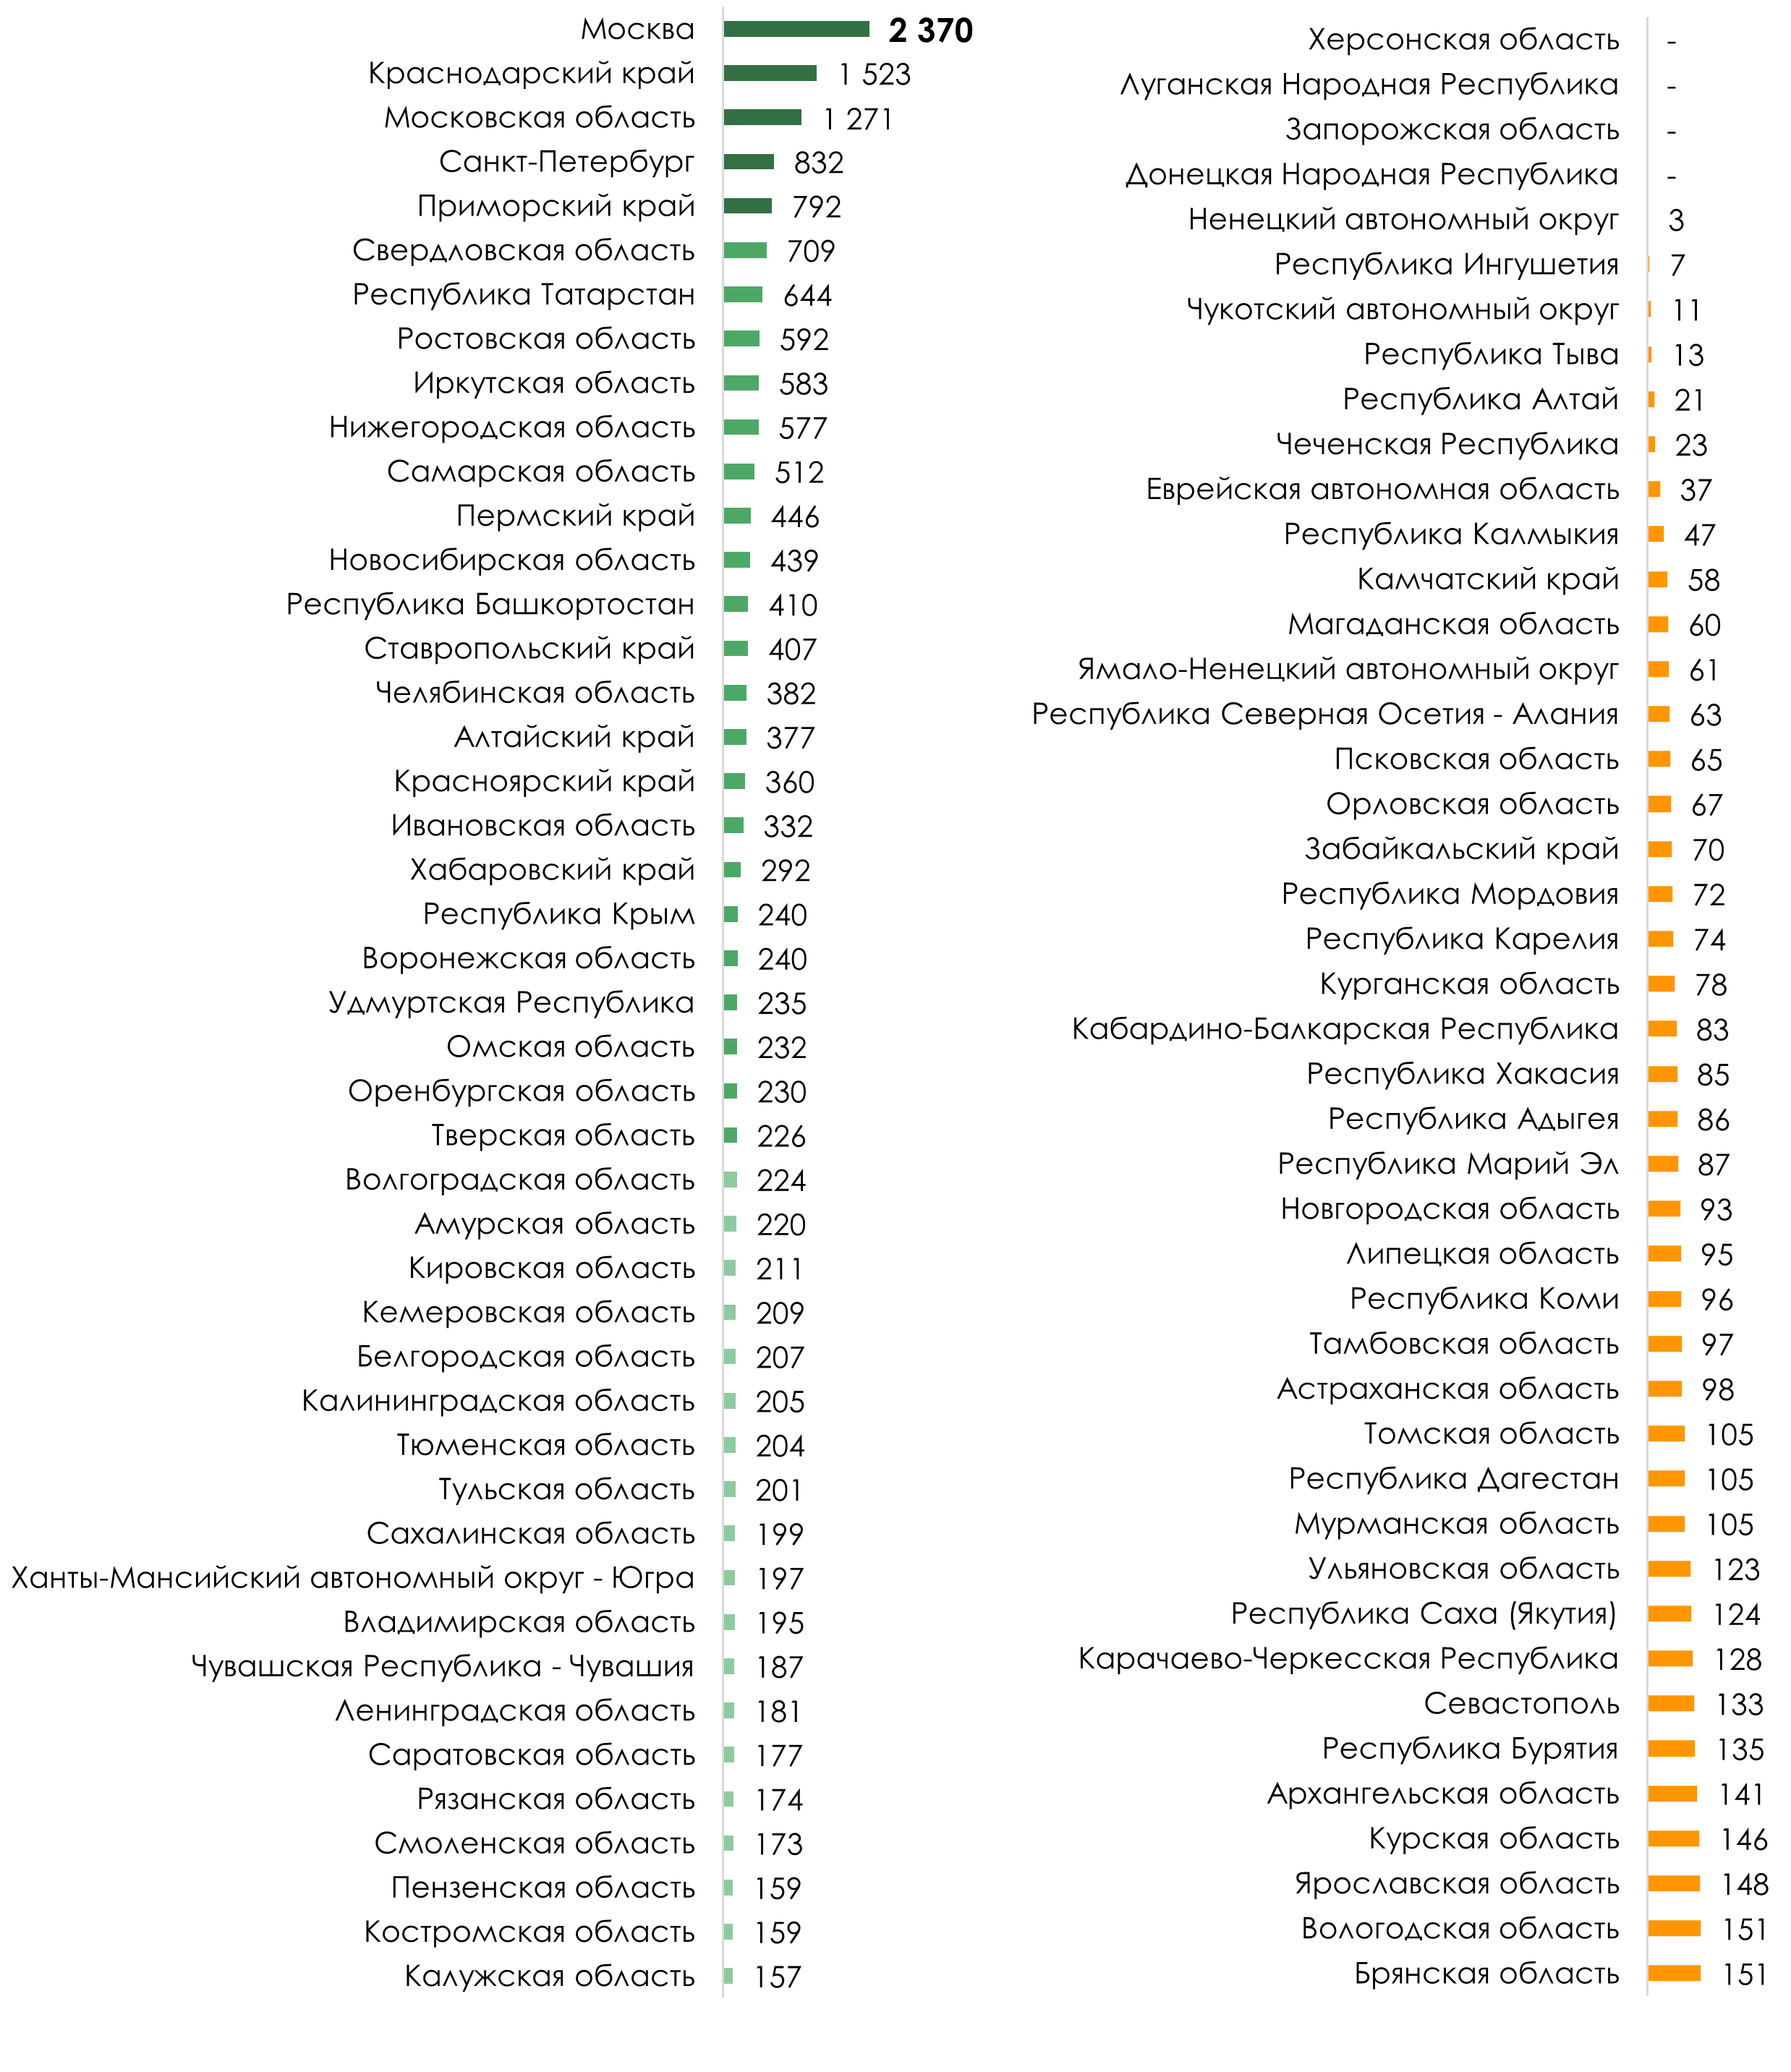 Москва 2 370
Краснодарский край 1 523
Московская область 1 271
Санкт-Петербург 832
Приморский край 792
Свердловская область 709
Республика Татарстан 644
Ростовская область 592
Иркутская область 583
Нижегородская область 577
Самарская область 512
Пермский край 446
Новосибирская область 439
Республика Башкортостан 410
Ставропольский край 407
Челябинская область 382
Алтайский край 377
Красноярский край 360
Ивановская область 332
Хабаровский край 292
Республика Крым 240
Воронежская область 240
Удмуртская Республика 235
Омская область 232
Оренбургская область 230
Тверская область 226
Волгоградская область 224
Амурская область 220
Кировская область 211
Кемеровская область 209
Белгородская область 207
Калининградская область 205
Тюменская область 204
Тульская область 201
Сахалинская область 199
Ханты-Мансийский автономный округ - Югра 197
Владимирская область 195
Чувашская Республика - Чувашия 187
Ленинградская область 181
Саратовская область 177
Рязанская область 174
Смоленская область 173
Пензенская область 159
Костромская область 159
Калужская область 157
Херсонская область -
Луганская Народная Республика -
Запорожская область -
Донецкая Народная Республика -
Ненецкий автономный округ 3
Республика Ингушетия 7
Чукотский автономный округ 11
Республика Тыва 13
Республика Алтай 21
Чеченская Республика 23
Еврейская автономная область 37
Республика Калмыкия 47
Камчатский край 58
Магаданская область 60
Ямало-Ненецкий автономный округ 61
Республика Северная Осетия - Алания 63
Псковская область 65
Орловская область 67
Забайкальский край 70
Республика Мордовия 72
Республика Карелия 74
Курганская область 78
Кабардино-Балкарская Республика 83
Республика Хакасия 85
Республика Адыгея 86
Республика Марий Эл 87
Новгородская область 93
Липецкая область 95
Республика Коми 96
Тамбовская область 97
Астраханская область 98
Томская область 105
Республика Дагестан 105
Мурманская область 105
Ульяновская область 123
Республика Саха (Якутия) 124
Карачаево-Черкесская Республика 128
Севастополь 133
Республика Бурятия 135
Архангельская область 141
Курская область 146
Ярославская область 148
Вологодская область 151
Брянская область 151